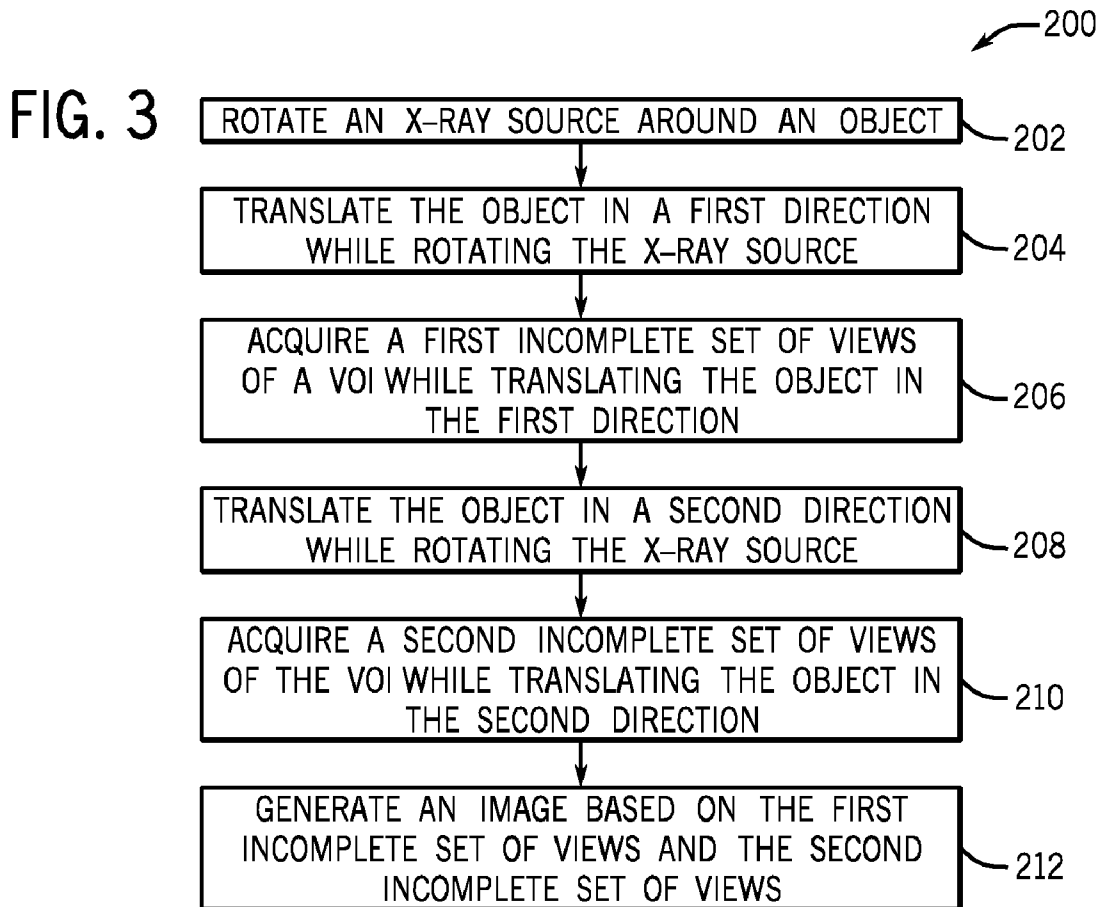 200
FIG. 3
ROTATE AN X-RAY SOURCE AROUND AN OBJECT
202
TRANSLATE THE OBJECT IN A FIRST DIRECTION
WHILE ROTATING THE X-RAY SOURCE
204
ACQUIRE A FIRST INCOMPLETE SET OF VIEWS
OF A VOI WHILE TRANSLATING THE OBJECT IN
THE FIRST DIRECTION
206
TRANSLATE THE OBJECT IN A SECOND DIRECTION
WHILE ROTATING THE X-RAY SOURCE
208
ACQUIRE A SECOND INCOMPLETE SET OF VIEWS
OF THE VOI WHILE TRANSLATING THE OBJECT IN
THE SECOND DIRECTION
210
GENERATE AN IMAGE BASED ON THE FIRST
INCOMPLETE SET OF VIEWS AND THE SECOND
INCOMPLETE SET OF VIEWS
212